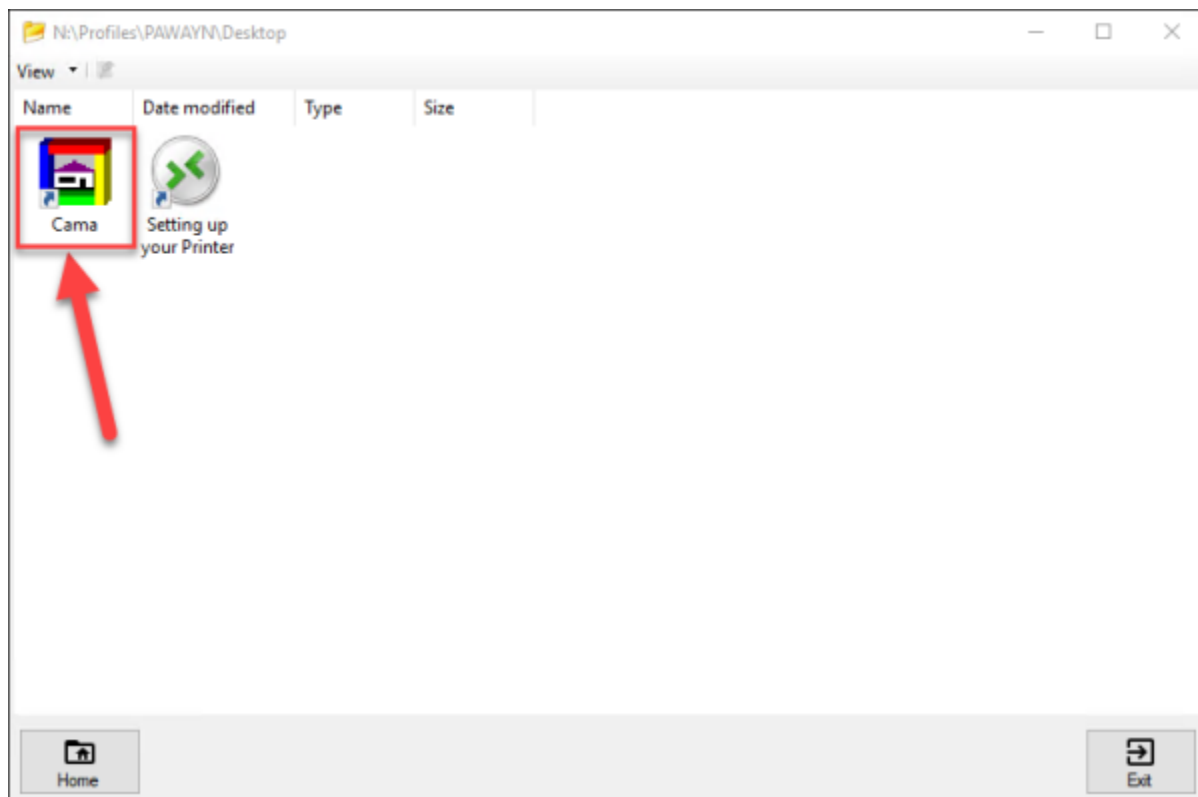 N:\Profiles\PAWAYN\Desktop
View
Name Date modified Type Size
Cama
Setting up
your Printer
Home
Exit